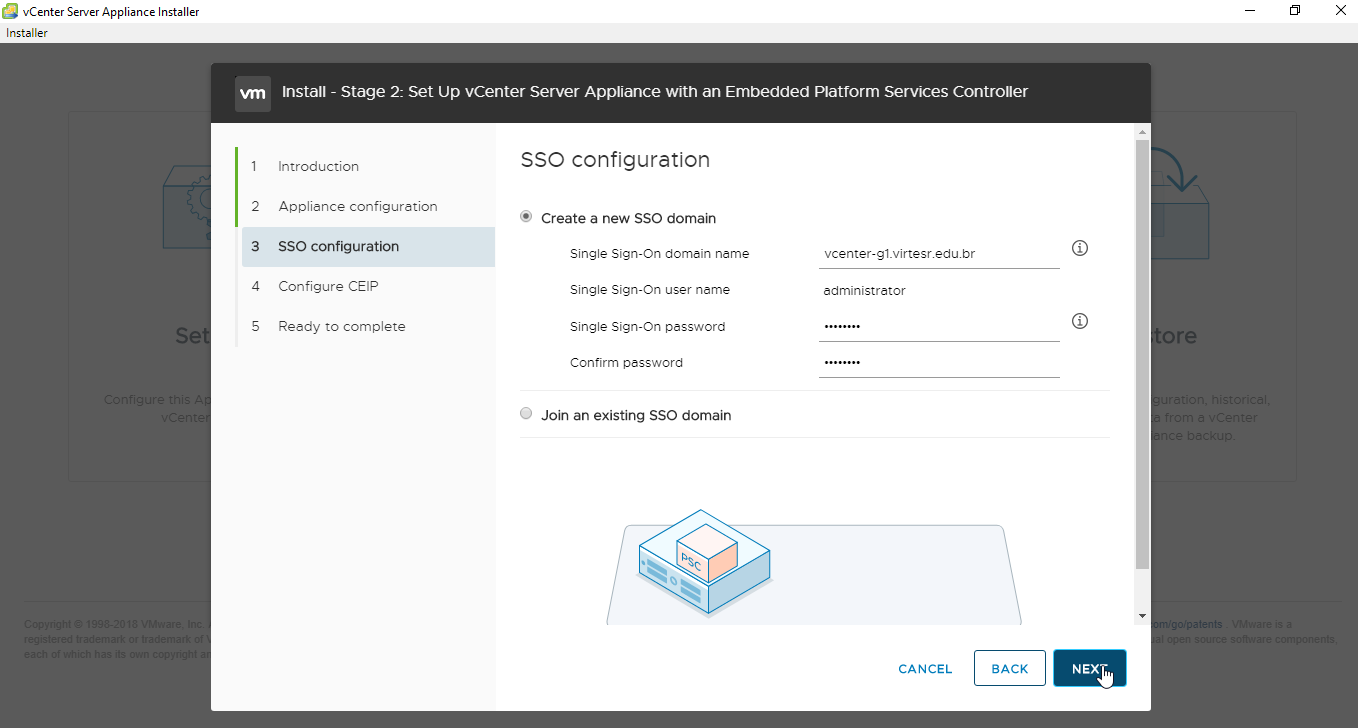 vCenter Server Appliance Installer
Installer
vm Install - Stage 2: Set Up vCenter Server Appliance with an Embedded Platform Services Controller
1 Introduction
2 Appliance configuration
3 SSO configuration
4 Configure CEIP
5 Ready to complete
SSO configuration
Create a new SSO domain
Single Sign-On domain name vcenter-g1.virtesr.edu.br
Single Sign-On user name administrator
Single Sign-On password ••••••••
Confirm password ••••••••
Join an existing SSO domain
PSC
CANCEL BACK NEXT
Set
Configure this Ap
vCenter
store
guration, historical,
ta from a vCenter
iance backup.
Copyright © 1998-2018 VMware, Inc.
registered trademark or trademark of V
each of which has its own copyright an
om/go/patents VMware is a
ual open source software components,